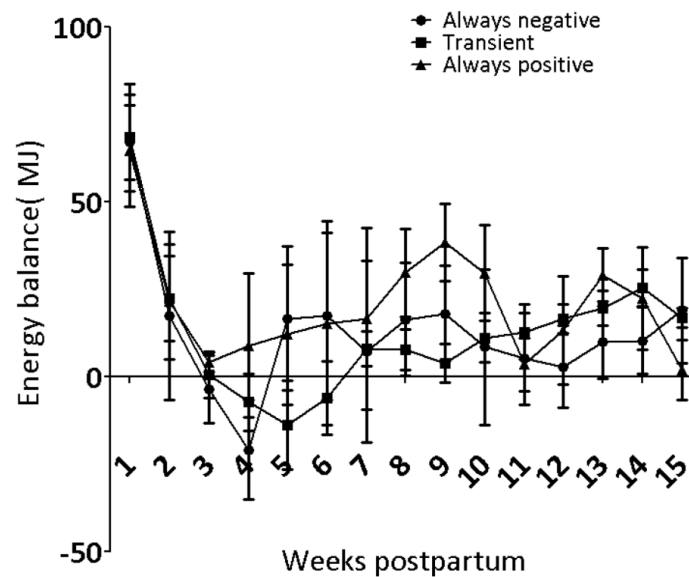 100
Always negative
Transient
Always positive
Energy balance( MJ)
50
0
1 2 3 4 5 6 7 8 9 10 11 12 13 14 15
-50
Weeks postpartum